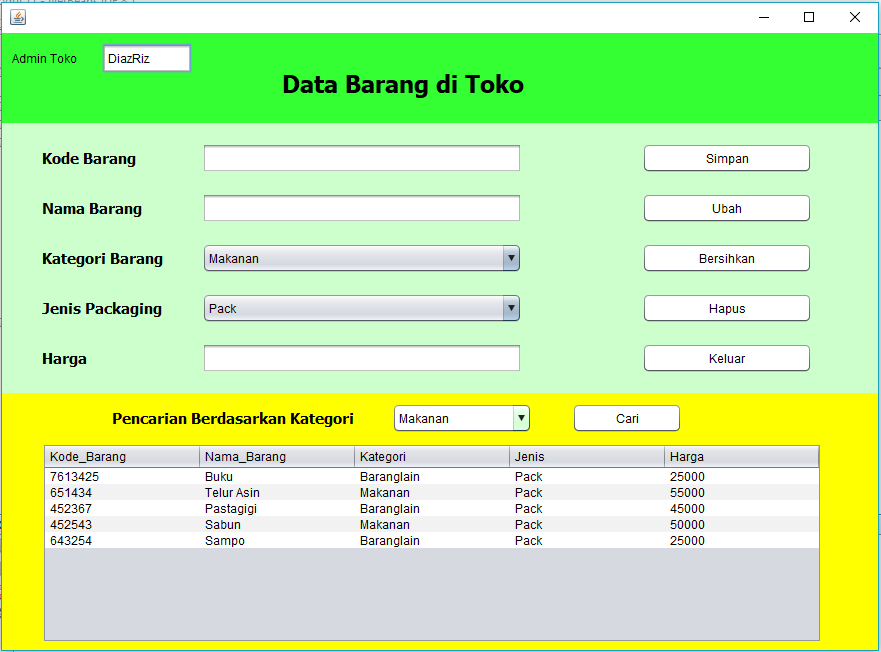 Admin Toko DiazRiz
Data Barang di Toko
Kode Barang Simpan
Nama Barang Ubah
Kategori Barang Makanan Bersihkan
Jenis Packaging Pack Hapus
Harga Keluar
Pencarian Berdasarkan Kategori Makanan Cari
Kode_Barang Nama_Barang Kategori Jenis Harga
7613425 Buku Baranglain Pack 25000
651434 Telur Asin Makanan Pack 55000
452367 Pastagigi Baranglain Pack 45000
452543 Sabun Makanan Pack 50000
643254 Sampo Baranglain Pack 25000